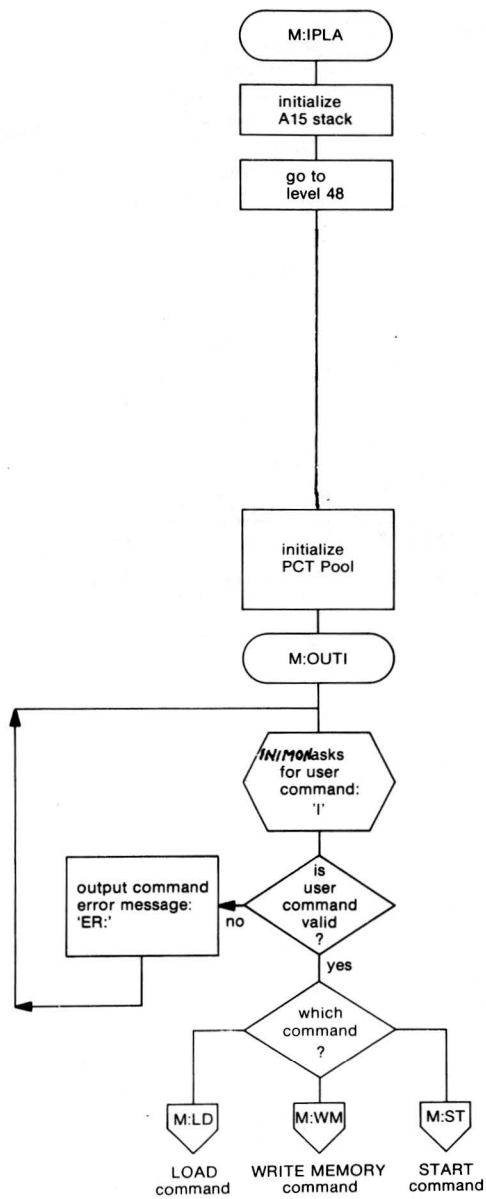 M:IPLA
initialize
A15 stack
go to
level 48
initialize
PCT Pool
M:OUTI
INIMON asks
for user
command:
'I'
is
user
command
valid
?
output command
error message:
'ER:'
no
yes
which
command
?
M:LD
M:WM
M:ST
LOAD
command
WRITE MEMORY
command
START
command